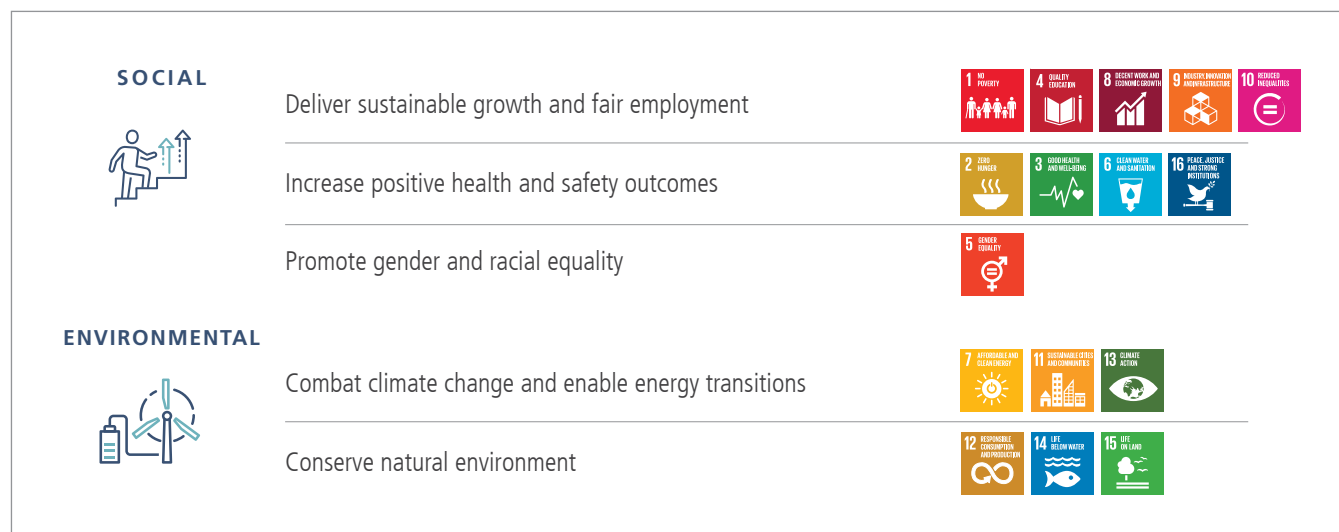 SOCIAL
Deliver sustainable growth and fair employment
1 NO
POVERTY
4 QUALITY
EDUCATION
8 DECENT WORK AND
ECONOMIC GROWTH
9 INDUSTRY, INNOVATION
AND INFRASTRUCTURE
10 REDUCED
INEQUALITIES
Increase positive health and safety outcomes
2 ZERO
HUNGER
3 GOOD HEALTH
AND WELL-BEING
6 CLEAN WATER
AND SANITATION
16 PEACE, JUSTICE
AND STRONG
INSTITUTIONS
Promote gender and racial equality
5 GENDER
EQUALITY
ENVIRONMENTAL
Combat climate change and enable energy transitions
7 AFFORDABLE AND
CLEAN ENERGY
11 SUSTAINABLE CITIES
AND COMMUNITIES
13 CLIMATE
ACTION
Conserve natural environment
12 RESPONSIBLE
CONSUMPTION
AND PRODUCTION
14 LIFE
BELOW WATER
15 LIFE
ON LAND